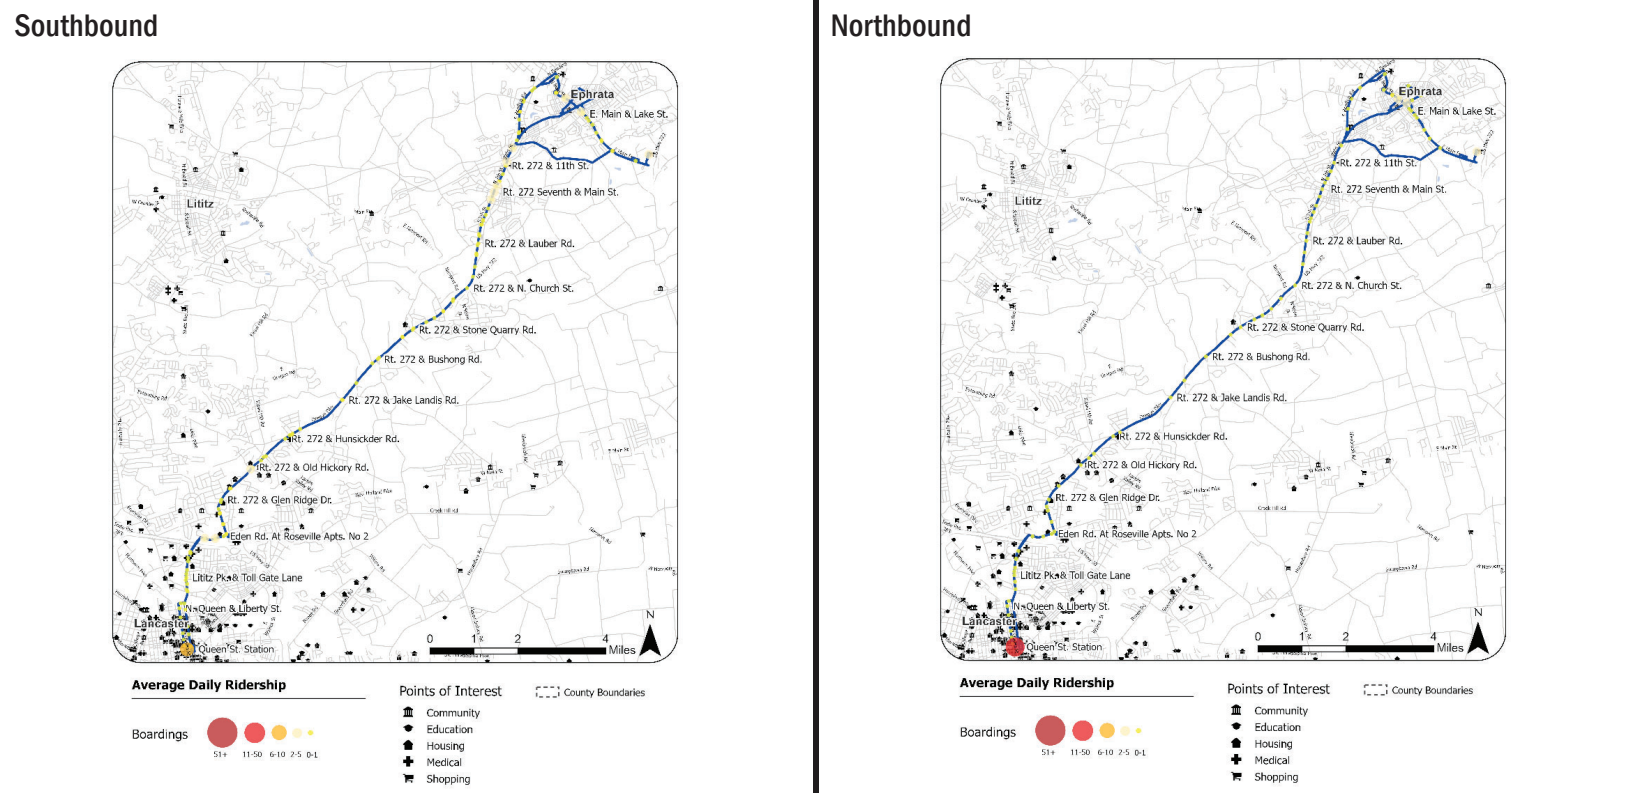 Southbound
Ephrata
E. Main & Lake St.
Rt. 272 & 11th St.
Rt. 272 Seventh & Main St.
Lititz
Rt. 272 & Lauber Rd.
Rt. 272 & N. Church St.
Rt. 272 & Stone Quarry Rd.
Rt. 272 & Bushong Rd.
Rt. 272 & Jake Landis Rd.
Rt. 272 & Hunsickder Rd.
Rt. 272 & Old Hickory Rd.
Rt. 272 & Glen Ridge Dr.
Eden Rd. At Roseville Apts. No 2
Lititz Pk. & Toll Gate Lane
N. Queen & Liberty St.
Lancaster
Queen St. Station
N
0 1 2 4
Miles
Average Daily Ridership
Boardings
51+ 11-50 6-10 2-5 0-1
Points of Interest
Community
Education
Housing
Medical
Shopping
County Boundaries
Northbound
Ephrata
E. Main & Lake St.
Rt. 272 & 11th St.
Rt. 272 Seventh & Main St.
Lititz
Rt. 272 & Lauber Rd.
Rt. 272 & N. Church St.
Rt. 272 & Stone Quarry Rd.
Rt. 272 & Bushong Rd.
Rt. 272 & Jake Landis Rd.
Rt. 272 & Hunsickder Rd.
Rt. 272 & Old Hickory Rd.
Rt. 272 & Glen Ridge Dr.
Eden Rd. At Roseville Apts. No 2
Lititz Pk. & Toll Gate Lane
N. Queen & Liberty St.
Lancaster
Queen St. Station
N
0 1 2 4
Miles
Average Daily Ridership
Boardings
51+ 11-50 6-10 2-5 0-1
Points of Interest
Community
Education
Housing
Medical
Shopping
County Boundaries